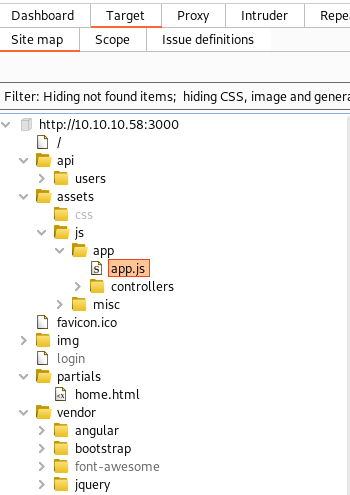 Dashboard Target Proxy Intruder Repea
Site map Scope Issue definitions
Filter: Hiding not found items; hiding CSS, image and genera
http://10.10.10.58:3000
/
api
users
assets
css
js
app
app.js
controllers
misc
favicon.ico
img
login
partials
home.html
vendor
angular
bootstrap
font-awesome
jquery